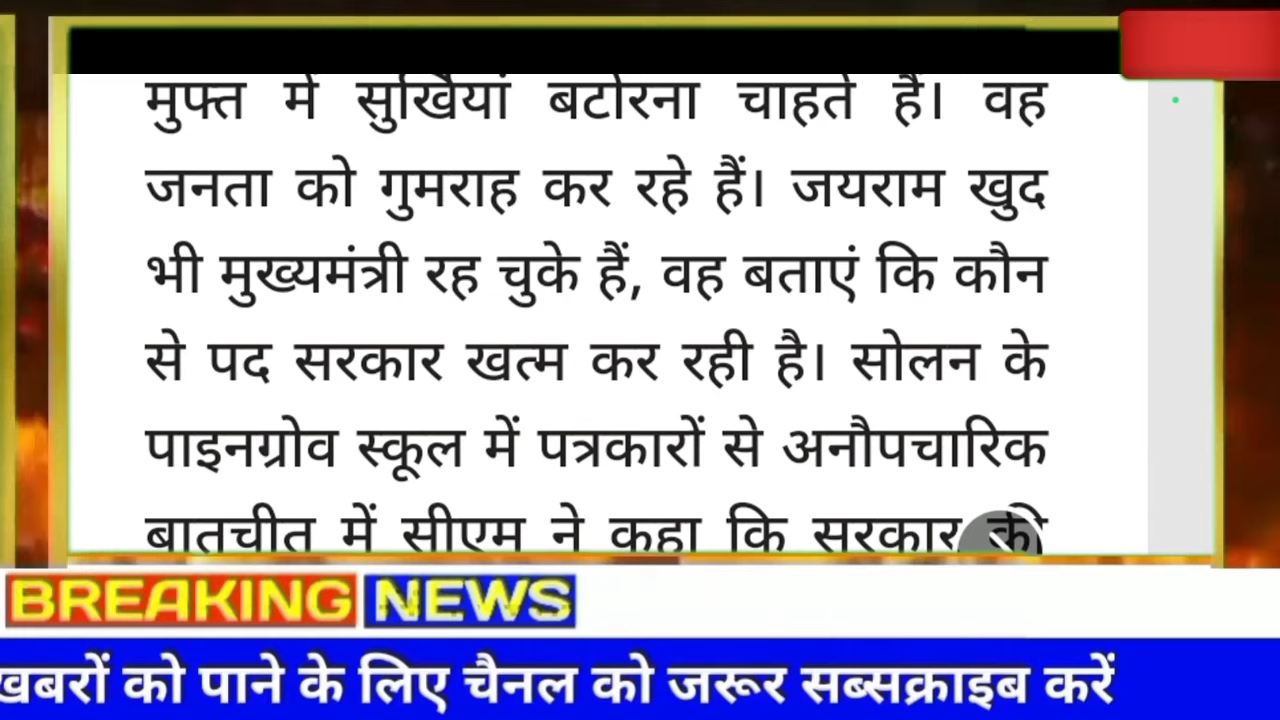 मुफ्त में सुर्खियां बटोरना चाहते हैं। वह
जनता को गुमराह कर रहे हैं। जयराम खुद
भी मुख्यमंत्री रह चुके हैं, वह बताएं कि कौन
से पद सरकार खत्म कर रही है। सोलन के
पाइनग्रोव स्कूल में पत्रकारों से अनौपचारिक
बातचीत में सीएम ने कहा कि सरकार की
BREAKING NEWS
खबरों को पाने के लिए चैनल को जरूर सब्सक्राइब करें